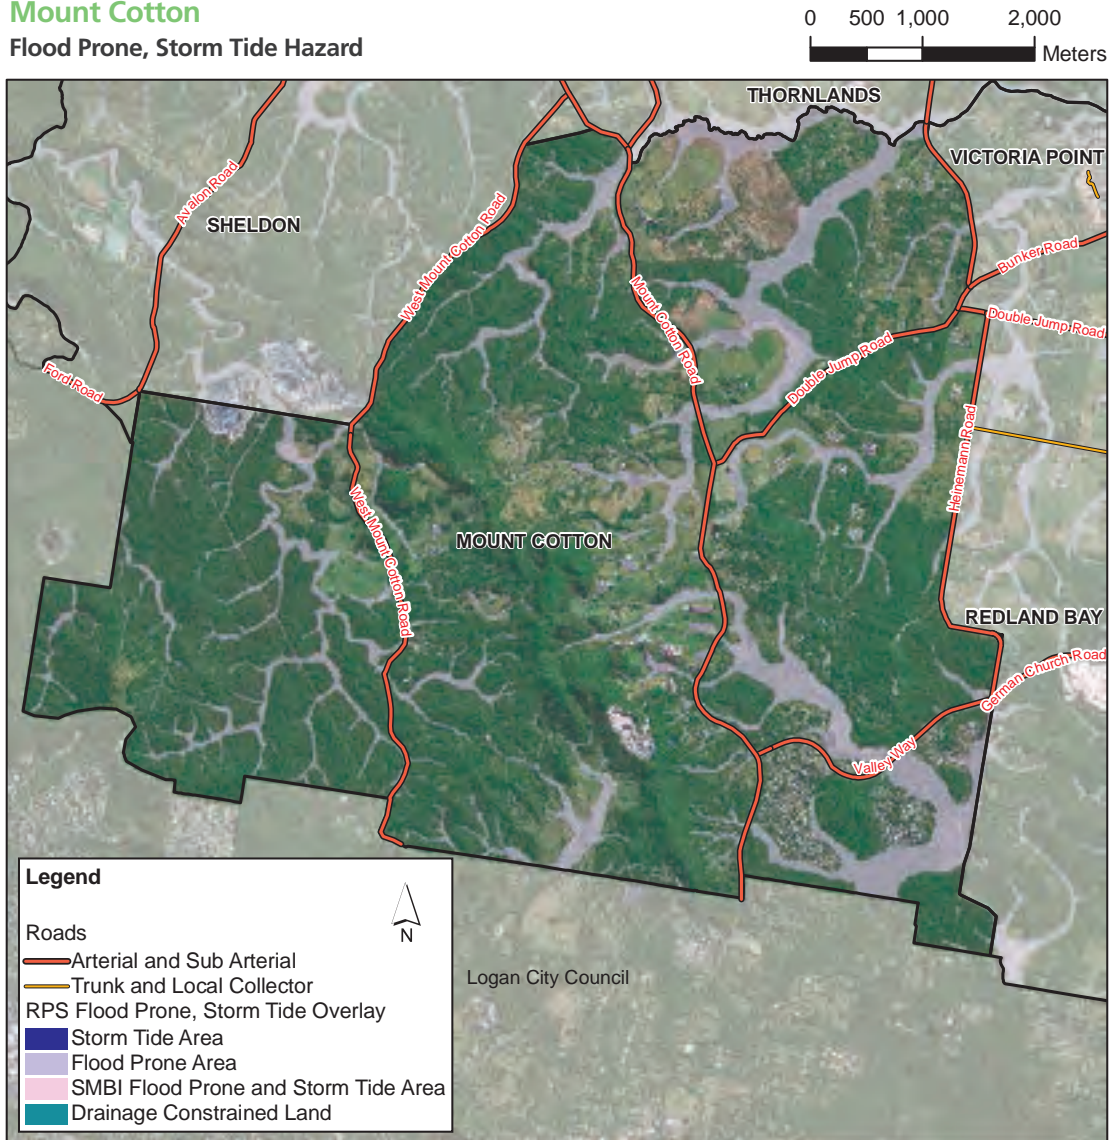 Mount Cotton
Flood Prone, Storm Tide Hazard
0 500 1,000 2,000
Meters
THORNLANDS
VICTORIA POINT
Avalon Road
SHELDON
West Mount Cotton Road
Bunker Road
Mount Cotton Road
Double Jump Road
Double Jump Road
Ford Road
Heinemann Road
West Mount Cotton Road
MOUNT COTTON
REDLAND BAY
German Church Road
Valley Way
Legend
N
Roads
Arterial and Sub Arterial
Trunk and Local Collector
RPS Flood Prone, Storm Tide Overlay
Storm Tide Area
Flood Prone Area
SMBI Flood Prone and Storm Tide Area
Drainage Constrained Land
Logan City Council